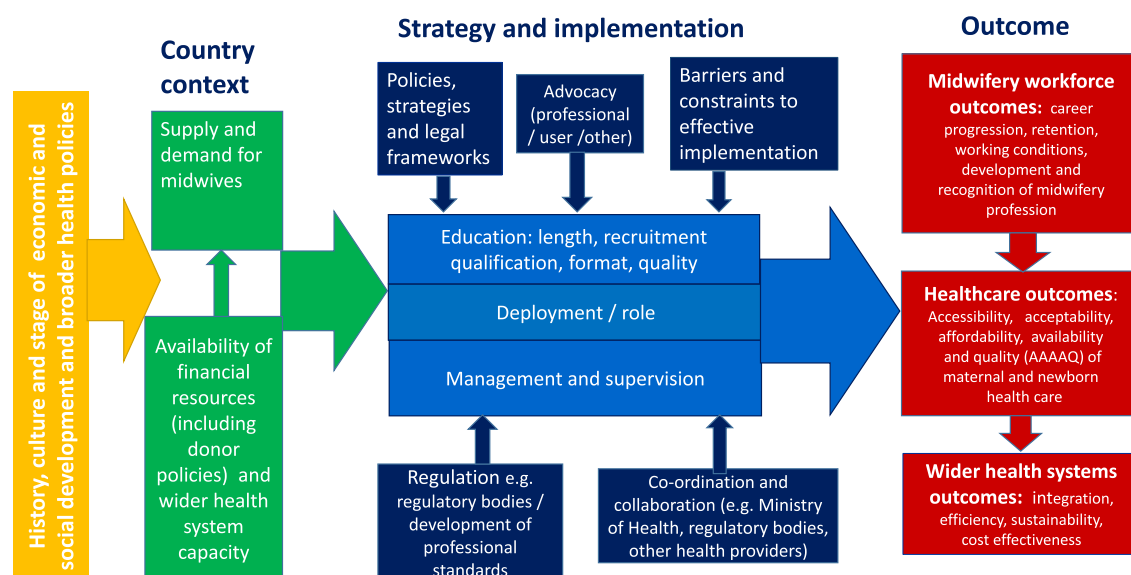 History, culture and stage of economic and
social development and broader health policies
Country
context
Supply and
demand for
midwives
Availability of
financial
resources
(including
donor
policies) and
wider health
system
capacity
Strategy and implementation
Policies,
strategies
and legal
frameworks
Advocacy
(professional
/ user /other)
Barriers and
constraints to
effective
implementation
Education: length, recruitment
qualification, format, quality
Deployment / role
Management and supervision
Regulation e.g.
regulatory bodies /
development of
professional
standards
Co-ordination and
collaboration (e.g. Ministry
of Health, regulatory bodies,
other health providers)
Outcome
Midwifery workforce
outcomes: career
progression, retention,
working conditions,
development and
recognition of midwifery
profession
Healthcare outcomes:
Accessibility, acceptability,
affordability, availability
and quality (AAAAQ) of
maternal and newborn
health care
Wider health systems
outcomes: integration,
efficiency, sustainability,
cost effectiveness